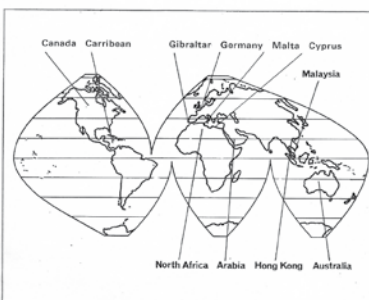 Canada Carribean Gibraltar Germany Malta Cyprus
Malaysia
North Africa Arabia Hong Kong Australia